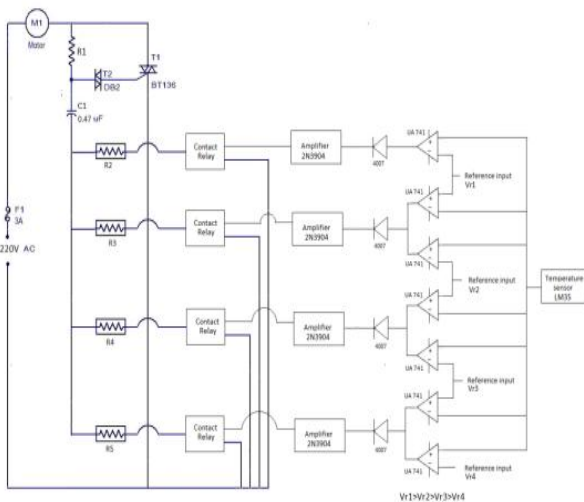 M1
Motor
R1
T1
T2
DB2
BT136
C1
0.47 uF
F1
3A
220V AC
R2
Contact
Relay
Amplifier
2N3904
4007
UA 741
Reference input
Vr1
UA 741
R3
Contact
Relay
Amplifier
2N3904
4007
UA 741
Reference input
Vr2
UA 741
Temperature
sensor
LM35
R4
Contact
Relay
Amplifier
2N3904
4007
UA 741
Reference input
Vr3
UA 741
R5
Contact
Relay
Amplifier
2N3904
4007
UA 741
Reference input
Vr4
Vr1>Vr2>Vr3>Vr4